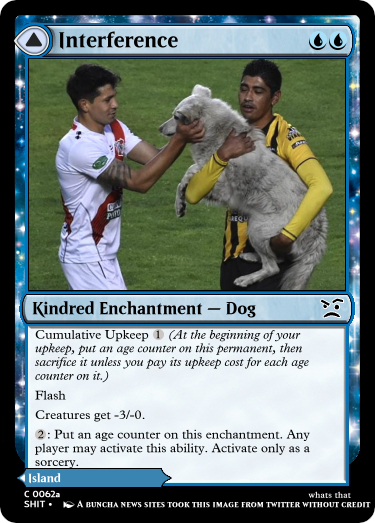 Interference
Kindred Enchantment — Dog
Cumulative Upkeep 1 (At the beginning of your
upkeep, put an age counter on this permanent, then
sacrifice it unless you pay its upkeep cost for each age
counter on it.)
Flash
Creatures get -3/-0.
2: Put an age counter on this enchantment. Any
player may activate this ability. Activate only as a
sorcery.
Island
C 0062a
whats that
SHIT • A BUNCHA NEWS SITES TOOK THIS IMAGE FROM TWITTER WITHOUT CREDIT